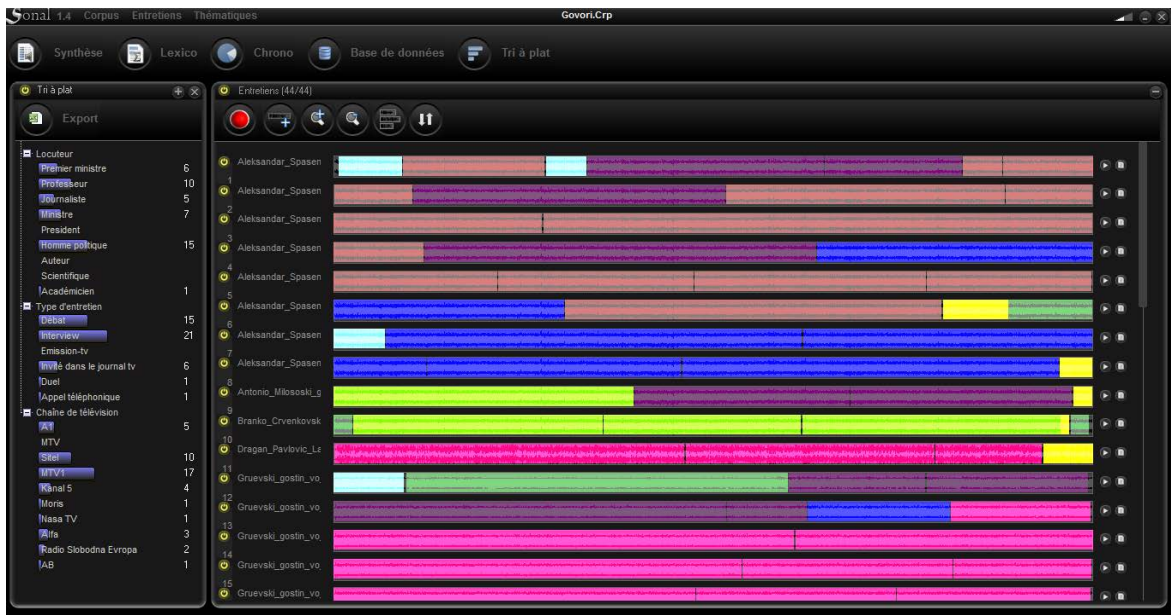 Sonal 1.4 Corpus Entretiens Thématiques Govori.Crp
Synthèse Lexico Chrono Base de données Tri à plat
Tri à plat
Export
Locuteur
Premier ministre 6
Professeur 10
Journaliste 5
Ministre 7
President
Homme politique 15
Auteur
Scientifique
Académicien 1
Type d'entretien
Débat 15
Interview 21
Emission-tv
Invité dans le journal tv 6
Duel 1
Appel téléphonique 1
Chaîne de télévision
A1 5
MTV
Sitel 10
MTV1 17
Kanal 5 4
Moris 1
Nasa TV 1
Alfa 3
Radio Slobodna Evropa 2
AB 1
Entretiens (44/44)
Aleksandar_Spasen
1
Aleksandar_Spasen
2
Aleksandar_Spasen
3
Aleksandar_Spasen
4
Aleksandar_Spasen
5
Aleksandar_Spasen
6
Aleksandar_Spasen
7
Aleksandar_Spasen
8
Antonio_Milososki_g
9
Branko_Crvenkovsk
10
Dragan_Pavlovic_La
11
Gruevski_gostin_vo_
12
Gruevski_gostin_vo_
13
Gruevski_gostin_vo_
14
Gruevski_gostin_vo_
15
Gruevski_gostin_vo_